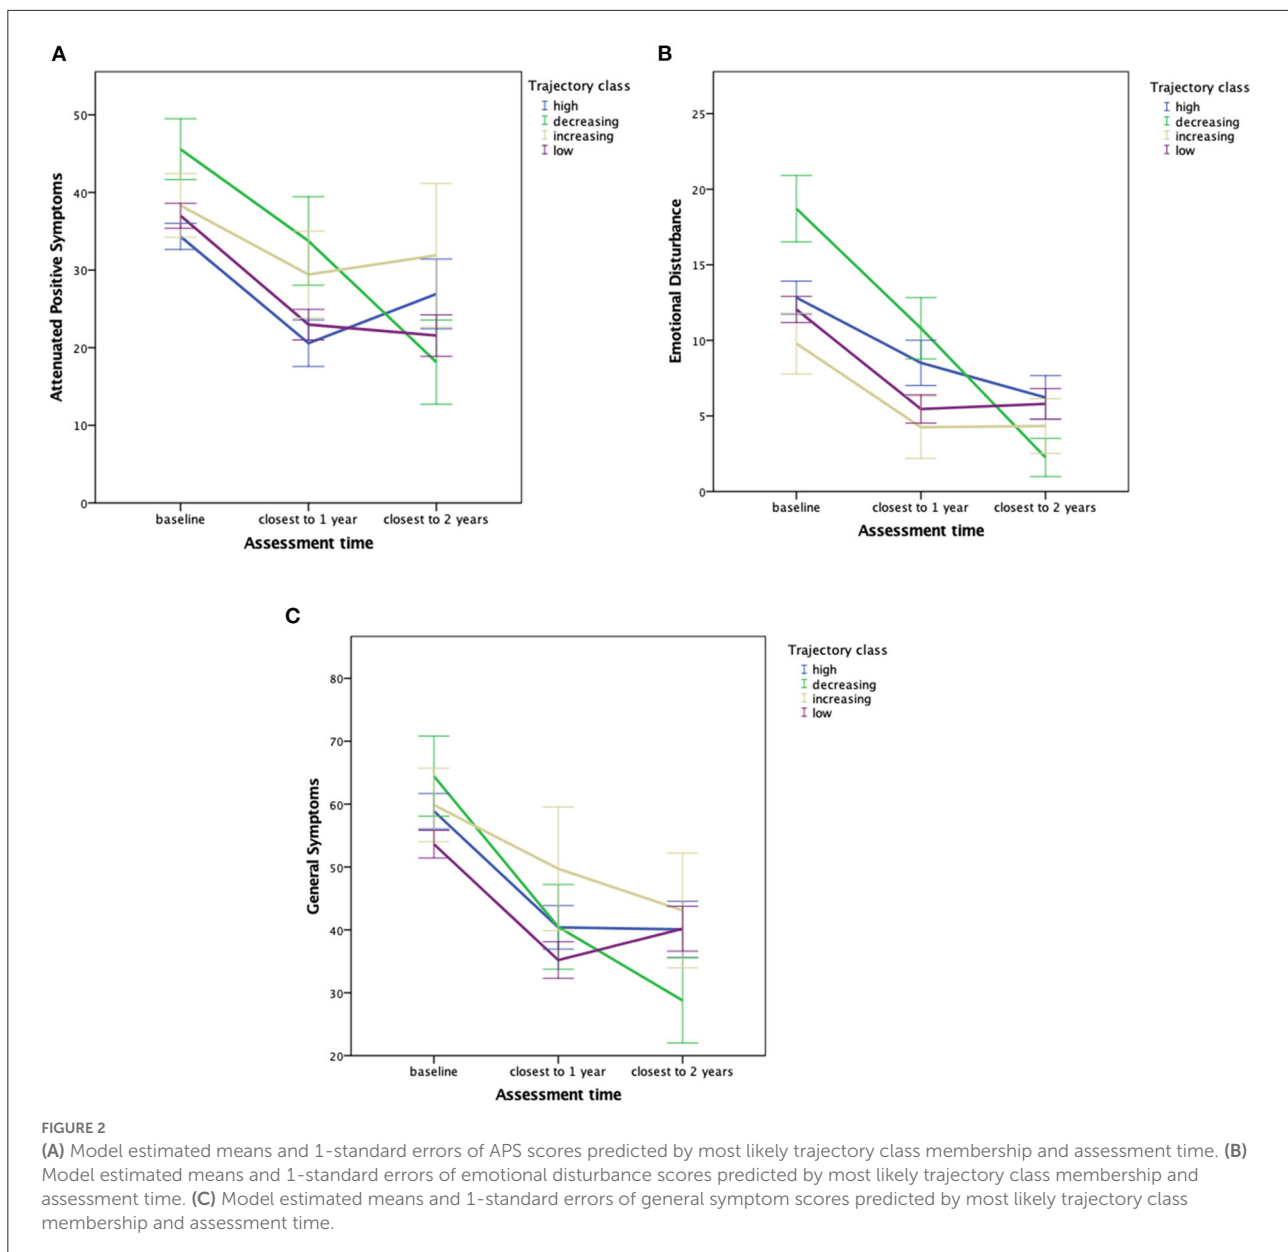 A
Trajectory class
high
decreasing
increasing
low
Attenuated Positive Symptoms
50
40
30
20
10
0
baseline
closest to 1 year
closest to 2 years
Assessment time
B
Trajectory class
high
decreasing
increasing
low
Emotional Disturbance
25
20
15
10
5
0
baseline
closest to 1 year
closest to 2 years
Assessment time
C
Trajectory class
high
decreasing
increasing
low
General Symptoms
80
70
60
50
40
30
20
baseline
closest to 1 year
closest to 2 years
Assessment time
FIGURE 2
(A) Model estimated means and 1-standard errors of APS scores predicted by most likely trajectory class membership and assessment time. (B)
Model estimated means and 1-standard errors of emotional disturbance scores predicted by most likely trajectory class membership and
assessment time. (C) Model estimated means and 1-standard errors of general symptom scores predicted by most likely trajectory class
membership and assessment time.